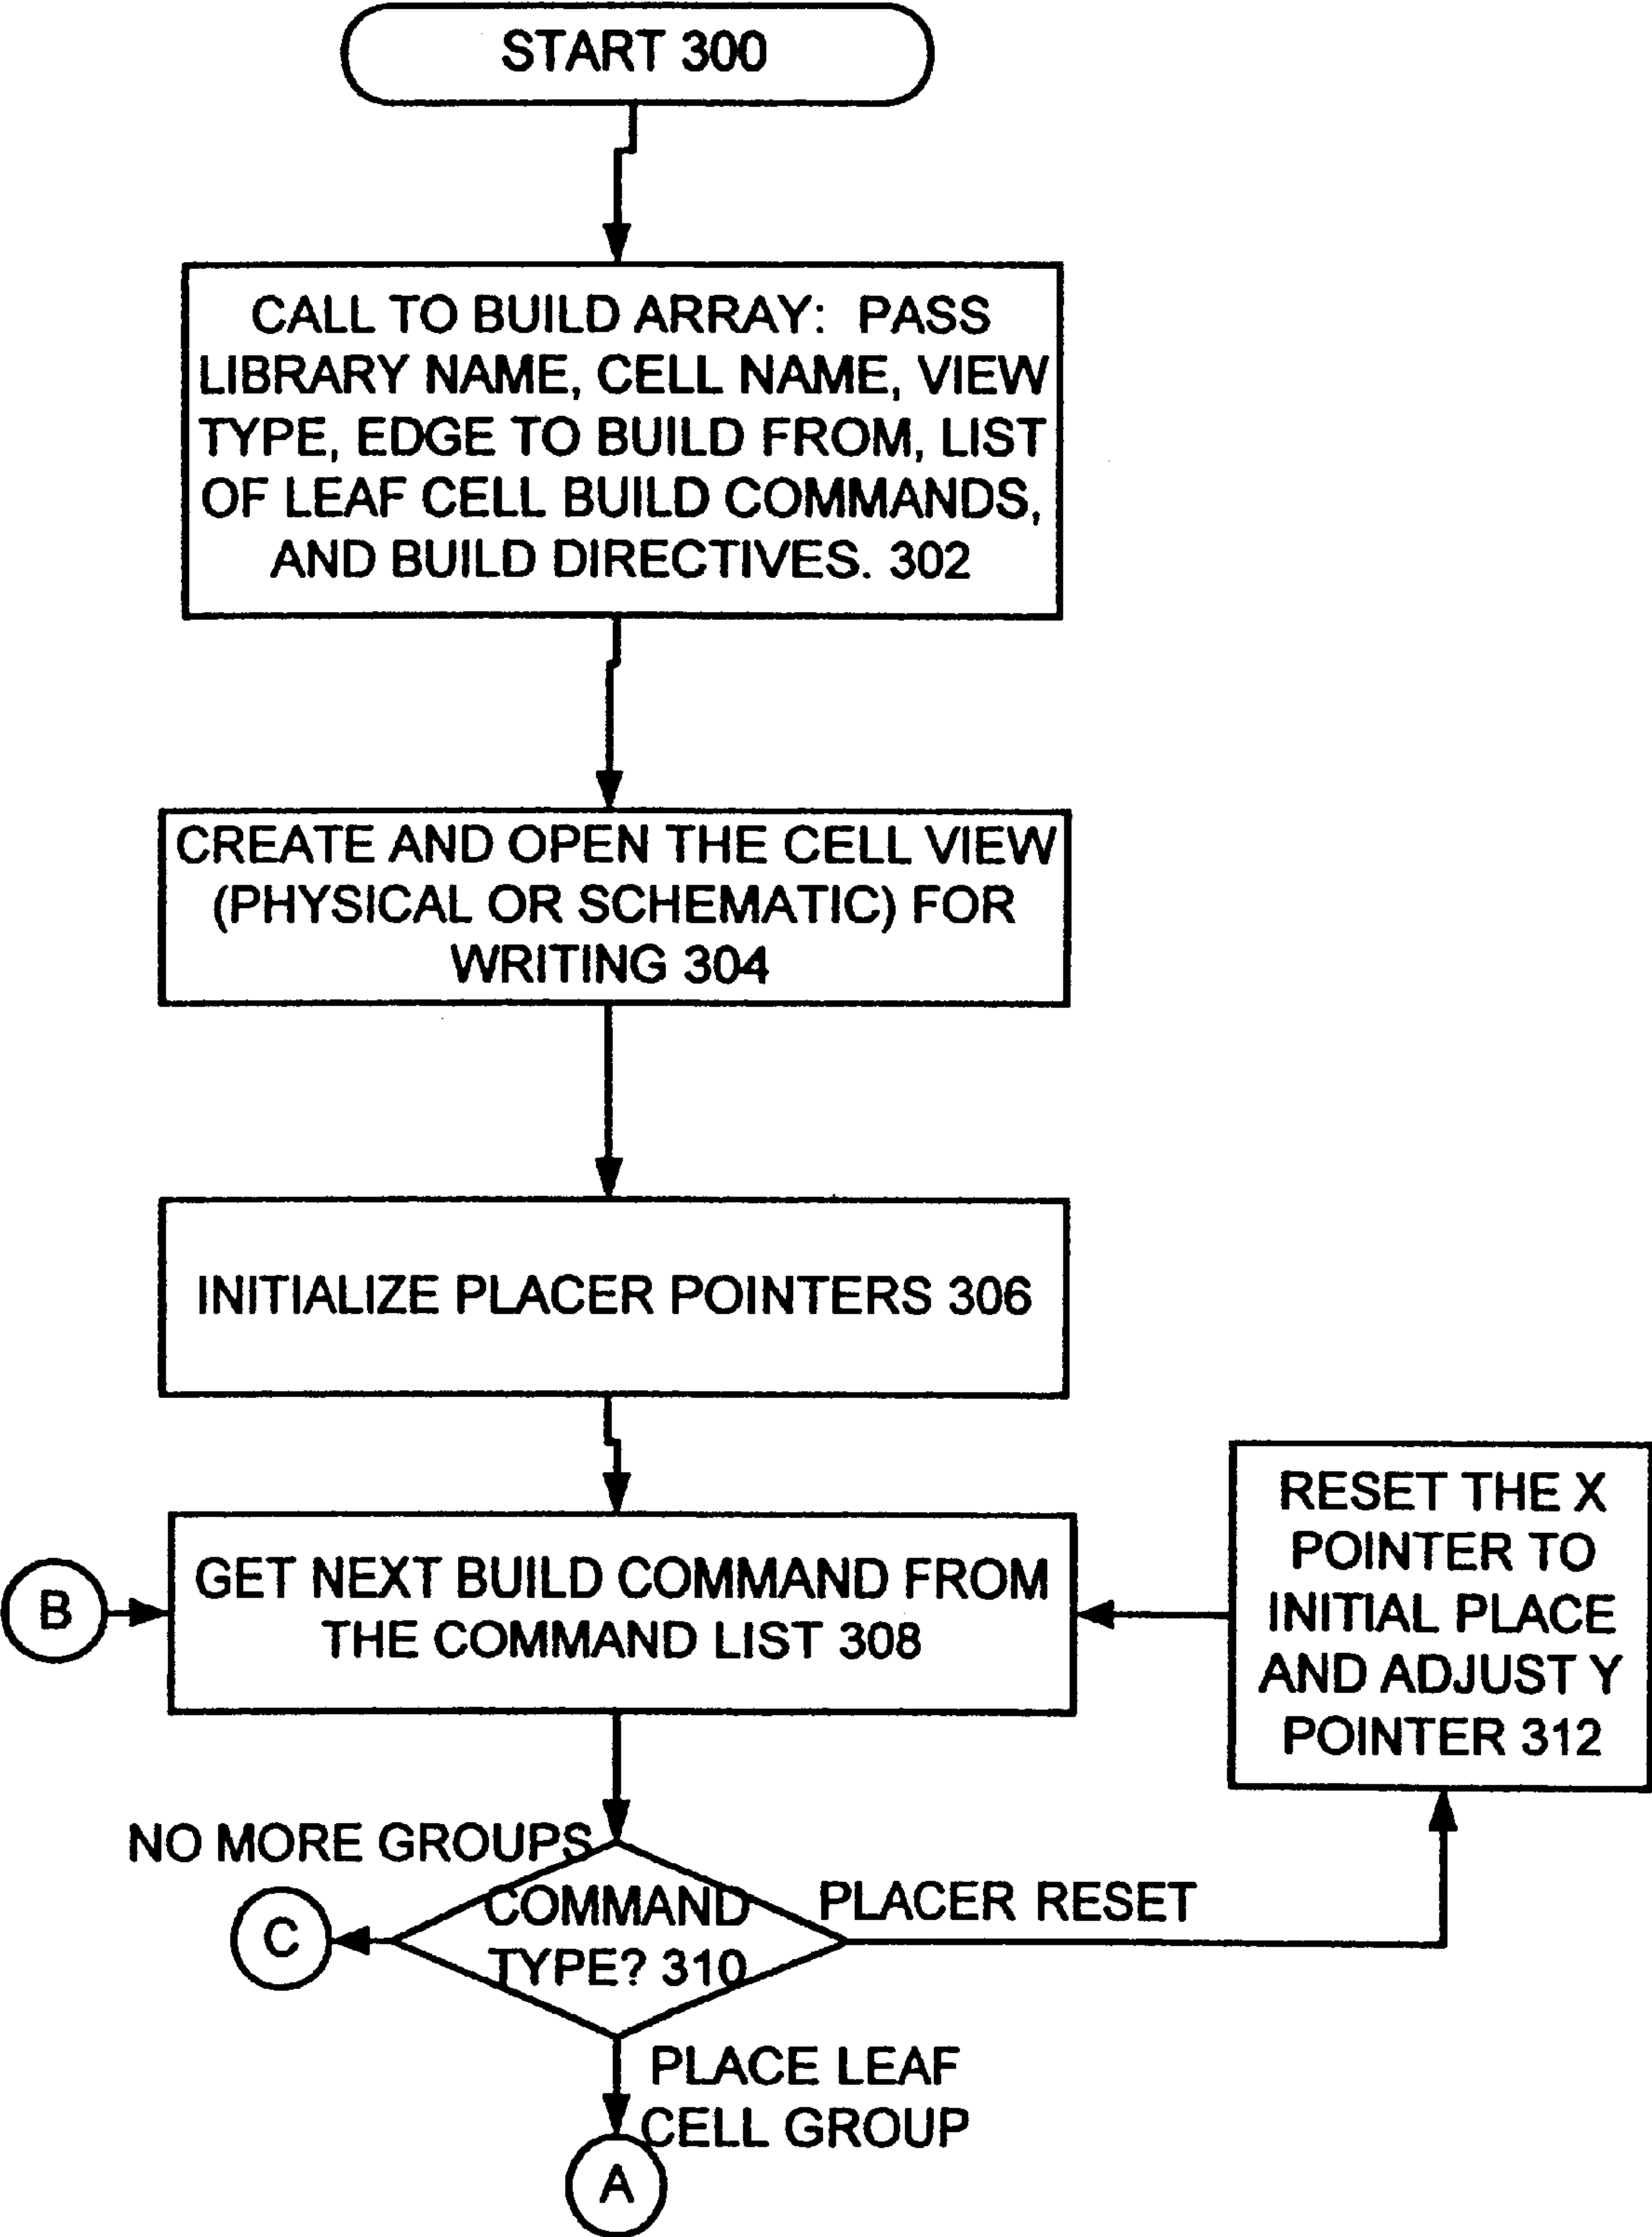 START 300
CALL TO BUILD ARRAY: PASS
LIBRARY NAME, CELL NAME, VIEW
TYPE, EDGE TO BUILD FROM, LIST
OF LEAF CELL BUILD COMMANDS,
AND BUILD DIRECTIVES. 302
CREATE AND OPEN THE CELL VIEW
(PHYSICAL OR SCHEMATIC) FOR
WRITING 304
INITIALIZE PLACER POINTERS 306
RESET THE X
POINTER TO
INITIAL PLACE
AND ADJUST Y
POINTER 312
B
GET NEXT BUILD COMMAND FROM
THE COMMAND LIST 308
NO MORE GROUPS
C
COMMAND
TYPE? 310
PLACER RESET
PLACE LEAF
CELL GROUP
A